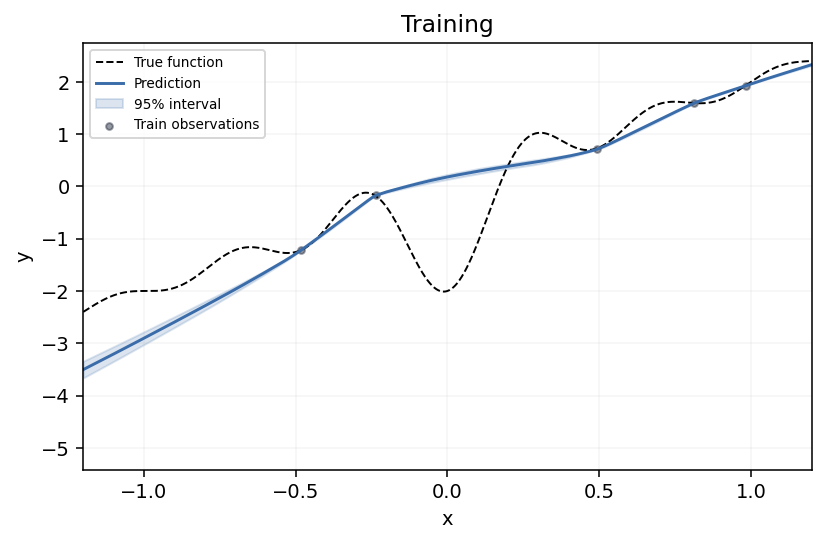 Training
True function
Prediction
95% interval
Train observations
y
2
1
0
−1
−2
−3
−4
−5
−1.0 −0.5 0.0 0.5 1.0
x